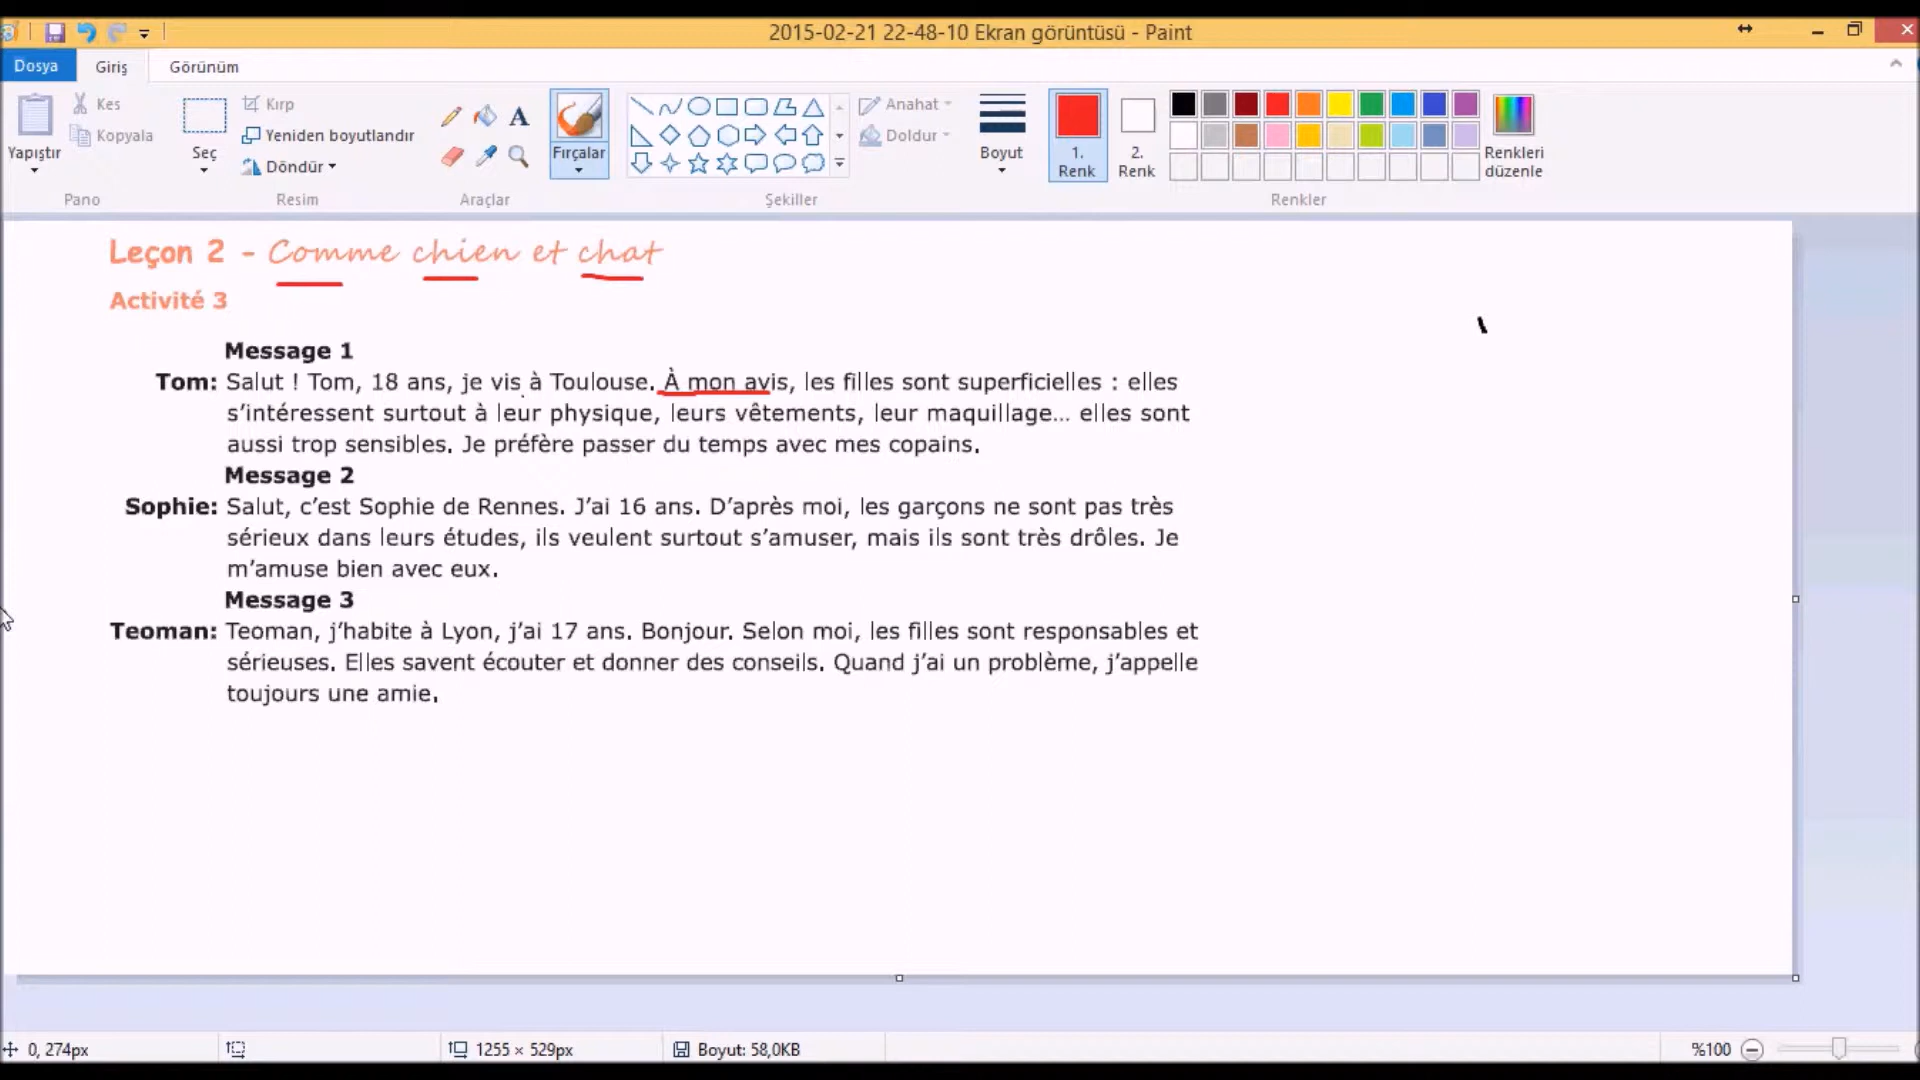 2015-02-21 22-48-10 Ekran görüntüsü - Paint
Dosya Giriş Görünüm
Yapıştır
Kes
Kopyala
Pano
Seç
Kırp
Yeniden boyutlandır
Döndür
Resim
A
Araçlar
Fırçalar
Anahat
Doldur
Şekiller
Boyut
1.
Renk
2.
Renk
Renkleri
düzenle
Renkler
Leçon 2 - Comme chien et chat
Activité 3
Message 1
Tom: Salut ! Tom, 18 ans, je vis à Toulouse. À mon avis, les filles sont superficielles : elles
s’intéressent surtout à leur physique, leurs vêtements, leur maquillage... elles sont
aussi trop sensibles. Je préfère passer du temps avec mes copains.
Message 2
Sophie: Salut, c’est Sophie de Rennes. J’ai 16 ans. D’après moi, les garçons ne sont pas très
sérieux dans leurs études, ils veulent surtout s’amuser, mais ils sont très drôles. Je
m’amuse bien avec eux.
Message 3
Teoman: Teoman, j’habite à Lyon, j’ai 17 ans. Bonjour. Selon moi, les filles sont responsables et
sérieuses. Elles savent écouter et donner des conseils. Quand j’ai un problème, j’appelle
toujours une amie.
0, 274px
1255 × 529px
Boyut: 58,0KB
%100